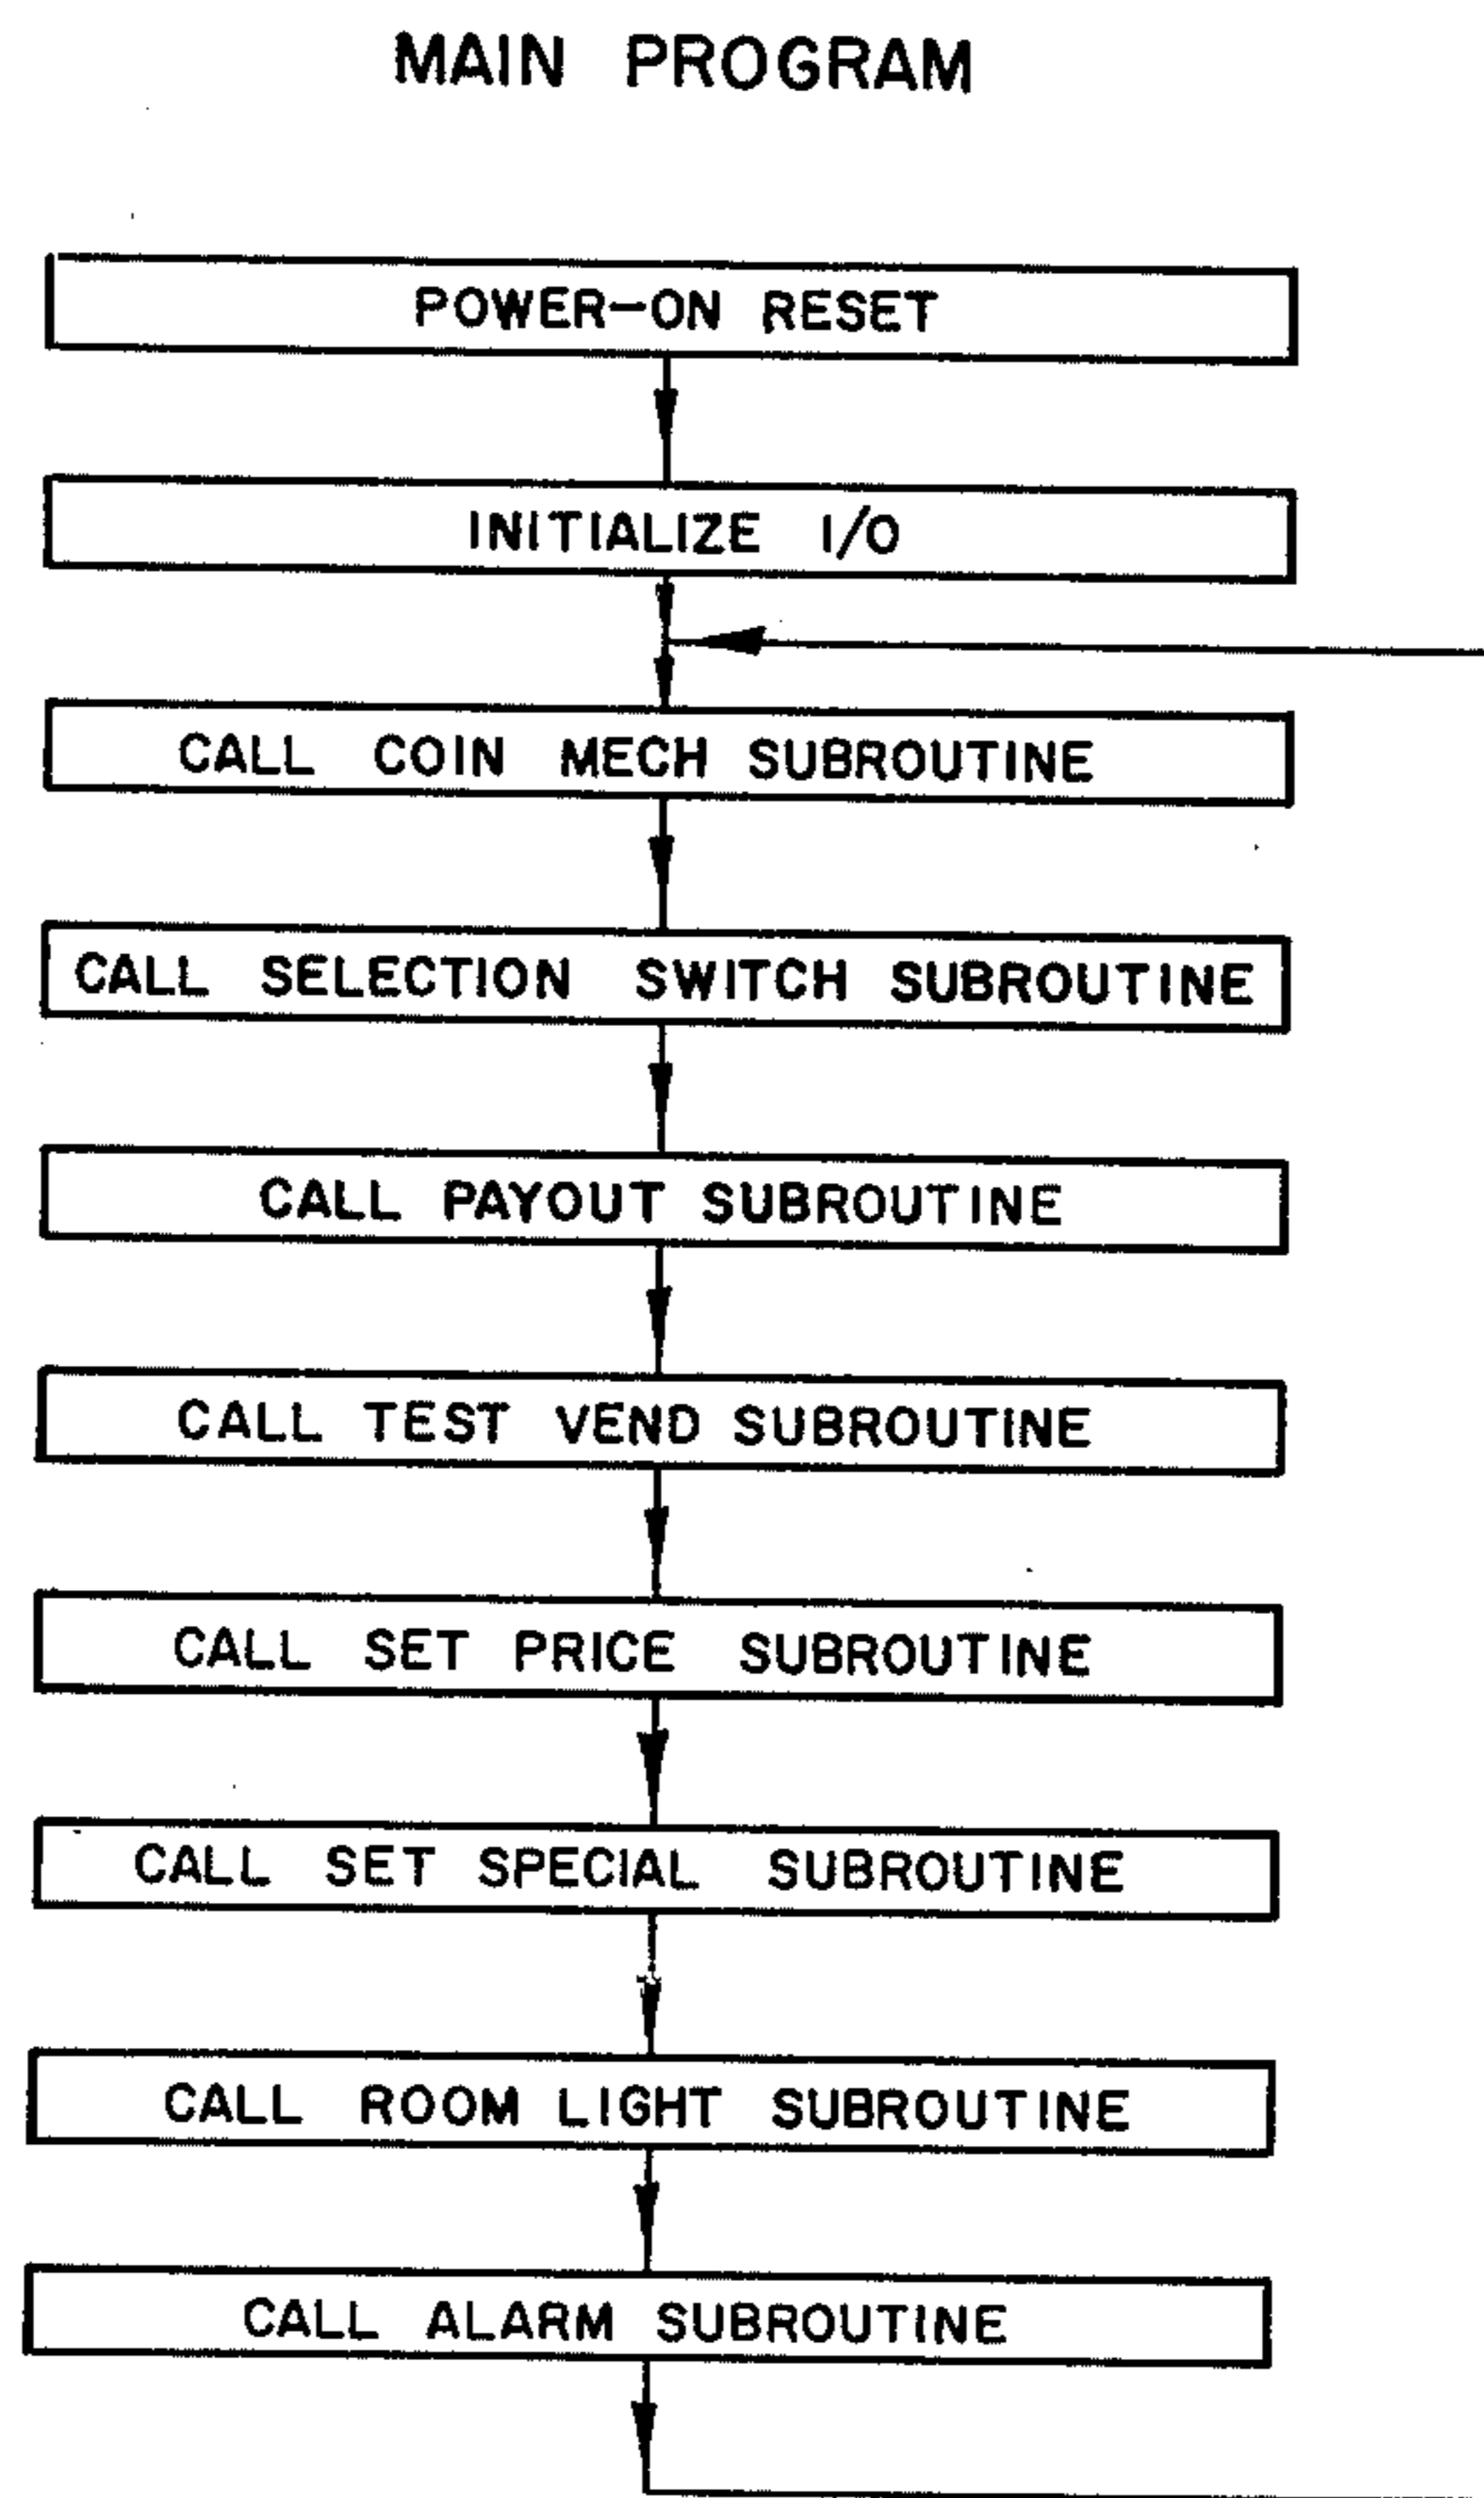 MAIN PROGRAM
POWER-ON RESET
INITIALIZE I/O
CALL COIN MECH SUBROUTINE
CALL SELECTION SWITCH SUBROUTINE
CALL PAYOUT SUBROUTINE
CALL TEST VEND SUBROUTINE
CALL SET PRICE SUBROUTINE
CALL SET SPECIAL SUBROUTINE
CALL ROOM LIGHT SUBROUTINE
CALL ALARM SUBROUTINE